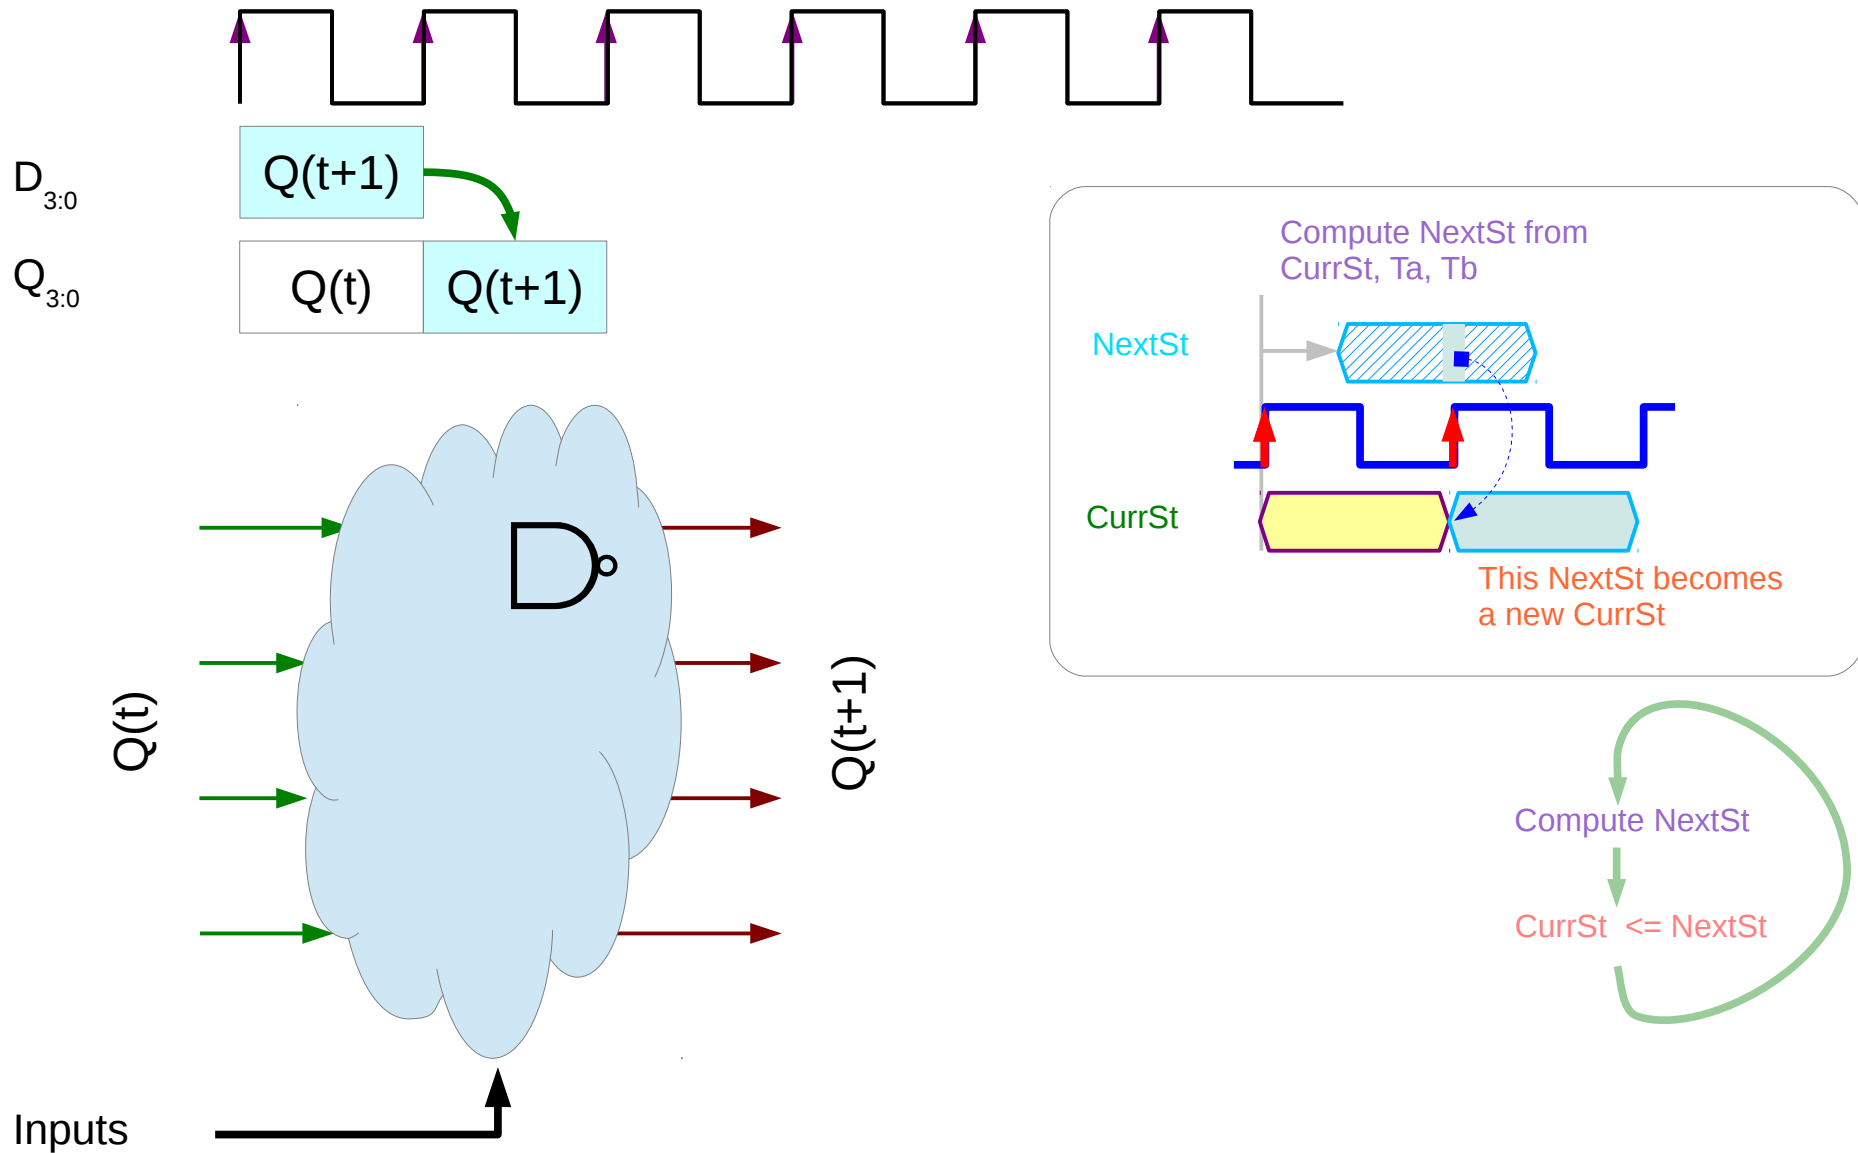 D3:0
Q(t+1)
Q3:0
Q(t)
Q(t+1)
Q(t)
Q(t+1)
Inputs
Compute NextSt from
CurrSt, Ta, Tb
NextSt
CurrSt
This NextSt becomes
a new CurrSt
Compute NextSt
CurrSt <= NextSt